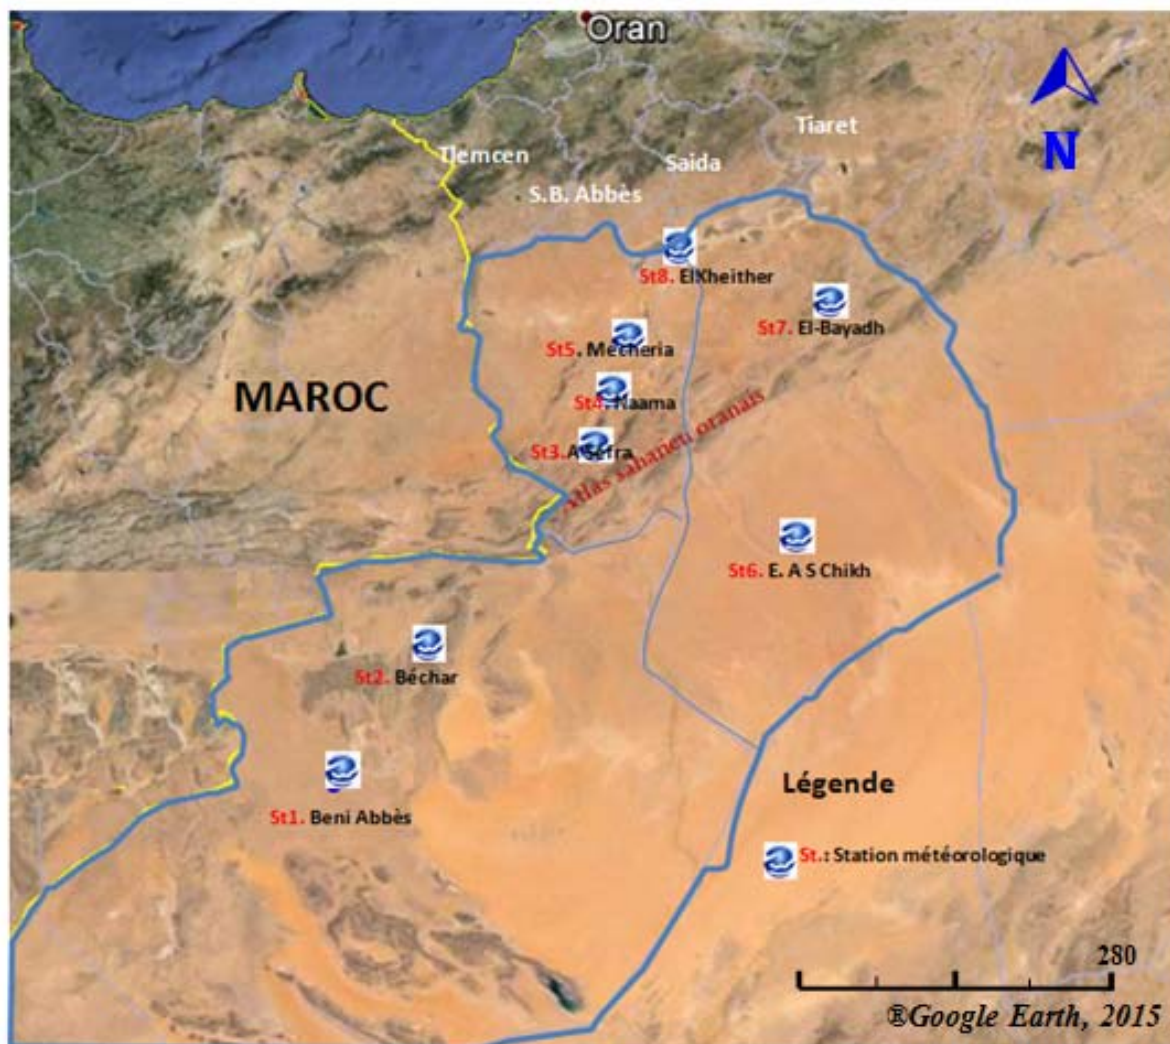 Oran
Tiaret
Tlemcen
Saida
S.B. Abbès
N
St8. ElKheither
St7. El-Bayadh
St5. Mecheria
MAROC
St4. Naama
St3. A Sefra
Atlas saharien oranais
St6. E. A S Chikh
St2. Béchar
Légende
St1. Beni Abbès
St.: Station météorologique
280
®Google Earth, 2015